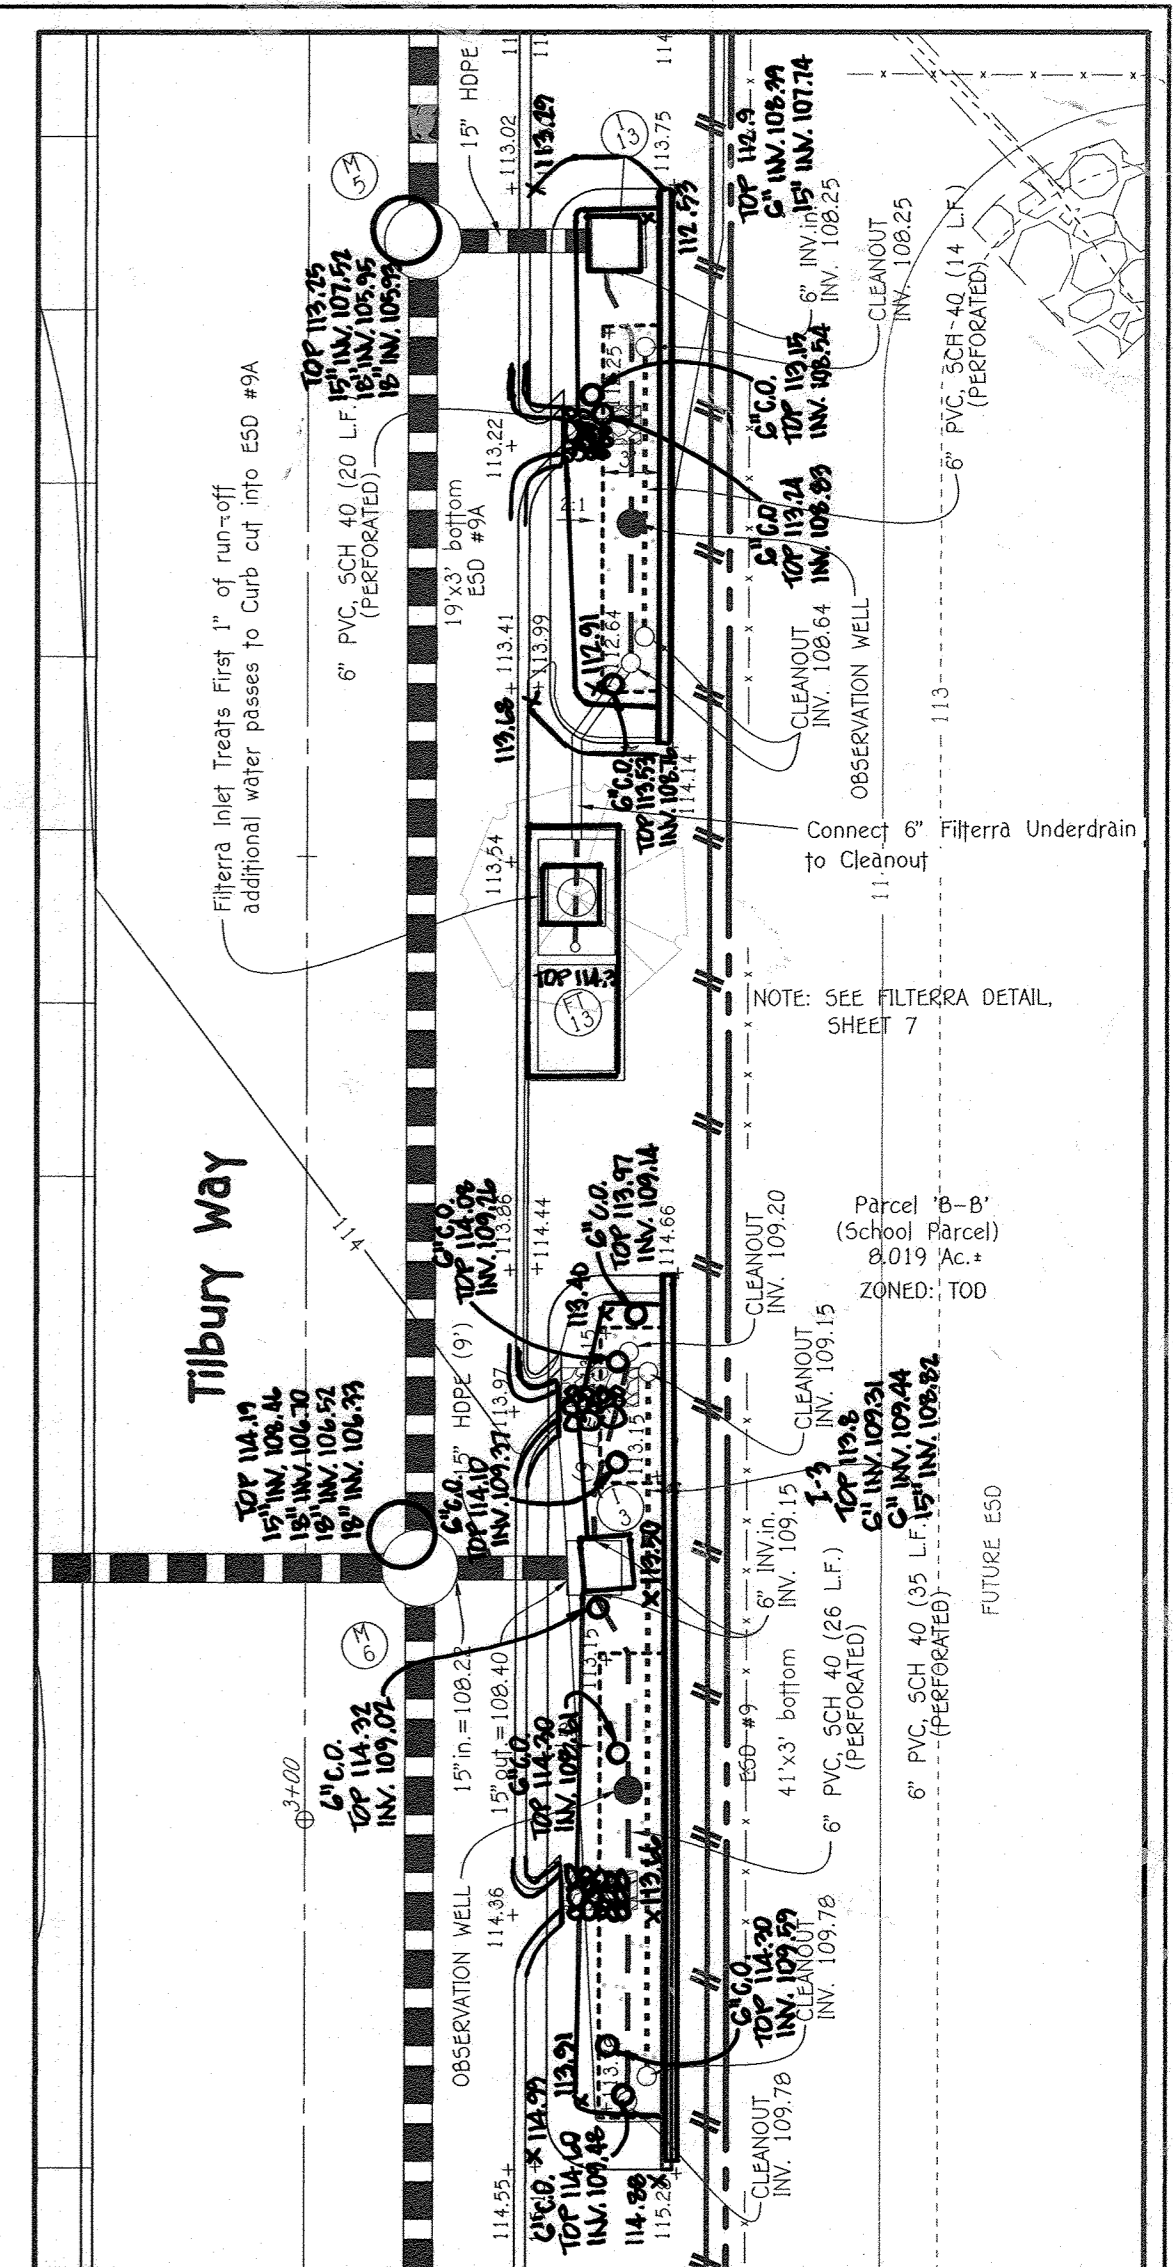 15" HDPE
+113.02
113.29
I-13
113.75
112.53
TOP 112.9
6" INV. 108.99
15" INV. 107.74
6" INV.in.
INV. 108.25
CLEANOUT
INV. 108.25
6" PVC, SCH-40 (14 L.F.)
(PERFORATED)
5-M
TOP 113.25
15" INV. 107.52
18" INV. 105.95
18" INV. 105.93
6" PVC, SCH 40 (20 L.F.)
(PERFORATED)
Filterra Inlet Treats First 1" of run-off
additional water passes to Curb cut into ESD #9A
19'x3' bottom
ESD #9A
113.22
2:1
6"C.O.
TOP 113.15
INV. 108.54
6"C.O.
TOP 113.24
INV. 108.83
113.41
113.99
113.68
112.91
112.64
CLEANOUT
INV. 108.64
OBSERVATION WELL
113
6"C.O.
TOP 113.53
INV. 108.76
114.14
Connect 6" Filterra Underdrain
to Cleanout
113.54
TOP 114.3
FT
13
NOTE: SEE FILTERRA DETAIL,
SHEET 7
Tilbury Way
114
6"C.O.
TOP 114.08
INV. 109.26
113.86
114.44
6"C.O.
TOP 113.97
INV. 109.14
114.66
113.40
CLEANOUT
INV. 109.20
Parcel 'B-B'
(School Parcel)
8.019 Ac.±
ZONED: TOD
CLEANOUT
INV. 109.15
TOP 114.19
15" INV. 108.46
18" INV. 106.70
18" INV. 106.52
18" INV. 106.73
15" HDPE (9')
113.97
6"C.O.
TOP 114.10
INV. 109.37
113.15
I-3
TOP 113.8
6" INV. 109.31
6" INV. 109.44
15" INV. 108.82
113.50
6" INV.in.
INV. 109.15
FUTURE ESD
6-M
15"in.=108.22
15"out.=108.40
113.15
3+00
6"C.O.
TOP 114.32
INV. 109.02
6"C.O.
TOP 114.30
ESD #9
41'x3' bottom
6" PVC, SCH 40 (26 L.F.)
(PERFORATED)
6" PVC, SCH 40 (35 L.F.)
(PERFORATED)
OBSERVATION WELL
114.36
113.66
6"C.O.
TOP 114.30
INV. 109.59
CLEANOUT
INV. 109.78
113.91
114.99
114.55
6"C.O.
TOP 114.60
INV. 109.48
114.88
CLEANOUT
INV. 109.78